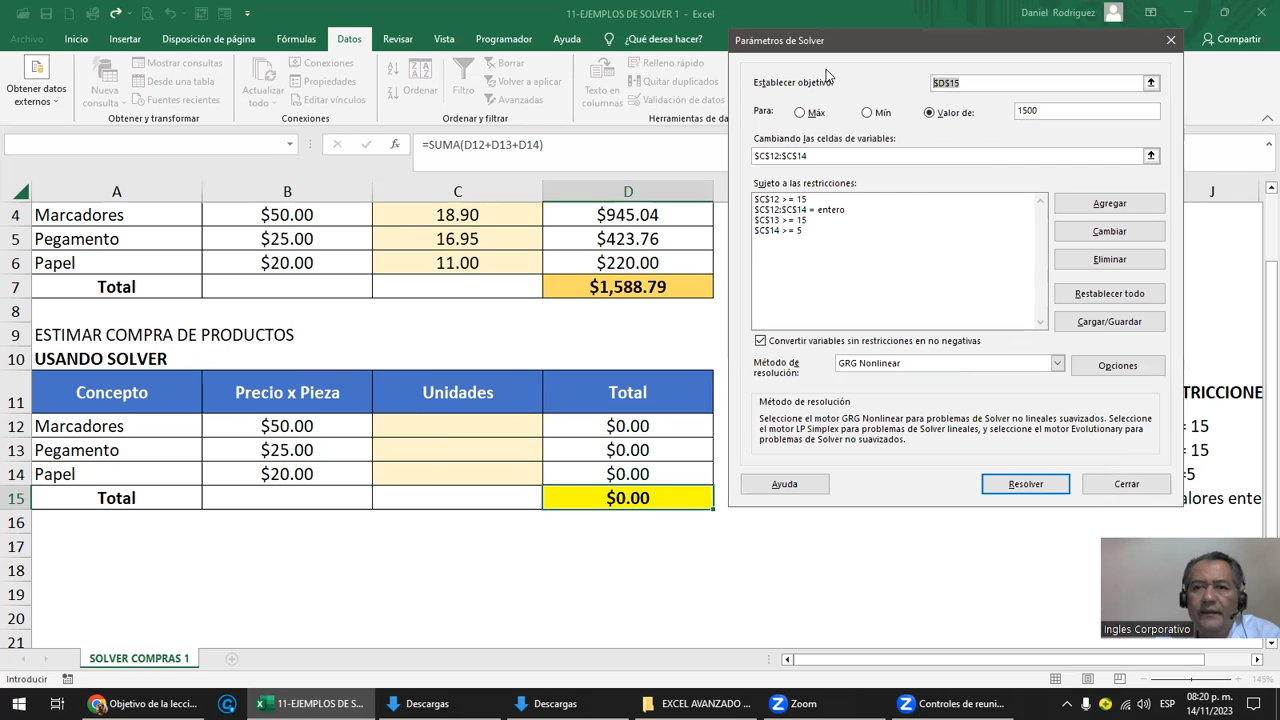 11-EJEMPLOS DE SOLVER 1 - Excel
Daniel Rodriguez
Archivo Inicio Insertar Disposición de página Fórmulas Datos Revisar Vista Programador Ayuda ¿Qué desea hacer? Compartir
Obtener datos externos
Nueva consulta
Mostrar consultas
Desde una tabla
Fuentes recientes
Obtener y transformar
Actualizar todo
Conexiones
Propiedades
Editar vínculos
Conexiones
Ordenar
Filtro
Borrar
Volver a aplicar
Avanzadas
Ordenar y filtrar
Texto en columnas
Relleno rápido
Quitar duplicados
Validación de datos
Herramientas de da
=SUMA(D12+D13+D14)
A B C D J
4 Marcadores $50.00 18.90 $945.04
5 Pegamento $25.00 16.95 $423.76
6 Papel $20.00 11.00 $220.00
7 Total $1,588.79
8
9 ESTIMAR COMPRA DE PRODUCTOS
10 USANDO SOLVER
11 Concepto Precio x Pieza Unidades Total TRICCIONE
12 Marcadores $50.00 $0.00 = 15
13 Pegamento $25.00 $0.00 = 15
14 Papel $20.00 $0.00 =5
15 Total $0.00 alores ente
16
17
18
19
20
21
Parámetros de Solver
Establecer objetivo: $D$15
Para: Máx Mín Valor de: 1500
Cambiando las celdas de variables:
$C$12:$C$14
Sujeto a las restricciones:
$C$12 >= 15
$C$12:$C$14 = entero
$C$13 >= 15
$C$14 >= 5
Agregar
Cambiar
Eliminar
Restablecer todo
Cargar/Guardar
Convertir variables sin restricciones en no negativas
Método de resolución: GRG Nonlinear Opciones
Método de resolución
Seleccione el motor GRG Nonlinear para problemas de Solver no lineales suavizados. Seleccione
el motor LP Simplex para problemas de Solver lineales, y seleccione el motor Evolutionary para
problemas de Solver no suavizados.
Ayuda Resolver Cerrar
Ingles Corporativo
SOLVER COMPRAS 1
Introducir
145%
Objetivo de la lecci... 11-EJEMPLOS DE S... Descargas Descargas EXCEL AVANZADO ... Zoom Controles de reuni... ESP 08:20 p. m.
14/11/2023